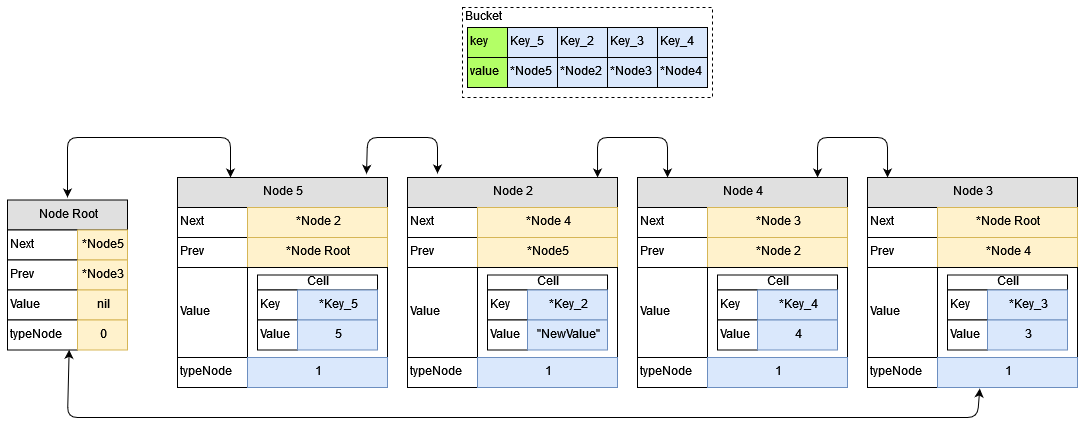 Bucket
key Key_5 Key_2 Key_3 Key_4
value *Node5 *Node2 *Node3 *Node4
Node Root
Next *Node5
Prev *Node3
Value nil
typeNode 0
Node 5
Next *Node 2
Prev *Node Root
Value
Cell
Key *Key_5
Value 5
typeNode 1
Node 2
Next *Node 4
Prev *Node5
Value
Cell
Key *Key_2
Value "NewValue"
typeNode 1
Node 4
Next *Node 3
Prev *Node 2
Value
Cell
Key *Key_4
Value 4
typeNode 1
Node 3
Next *Node Root
Prev *Node 4
Value
Cell
Key *Key_3
Value 3
typeNode 1